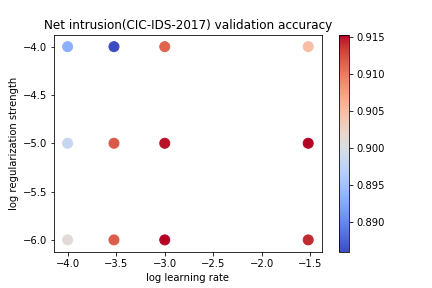 Net intrusion(CIC-IDS-2017) validation accuracy
−4.0
−4.5
−5.0
−5.5
−6.0
log regularization strength
−4.0 −3.5 −3.0 −2.5 −2.0 −1.5
log learning rate
0.915
0.910
0.905
0.900
0.895
0.890